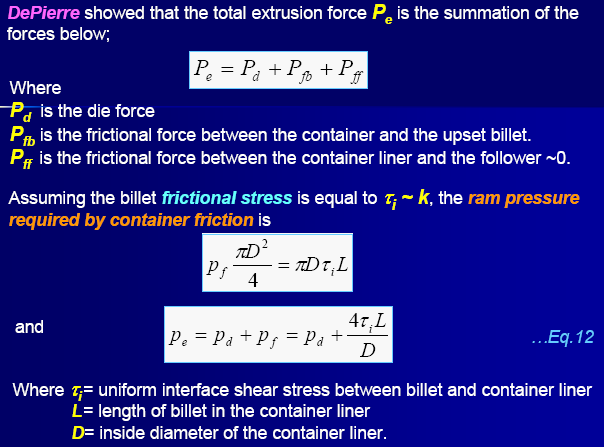 DePierre showed that the total extrusion force Pe is the summation of the
forces below;
Pe = Pd + Pfb + Pff
Where
Pd is the die force
Pfb is the frictional force between the container and the upset billet.
Pff is the frictional force between the container liner and the follower ~0.
Assuming the billet frictional stress is equal to τi ~ k, the ram pressure
required by container friction is
pf πD²/4 = πDτiL
and
pe = pd + pf = pd + 4τiL/D
...Eq.12
Where τi= uniform interface shear stress between billet and container liner
L= length of billet in the container liner
D= inside diameter of the container liner.